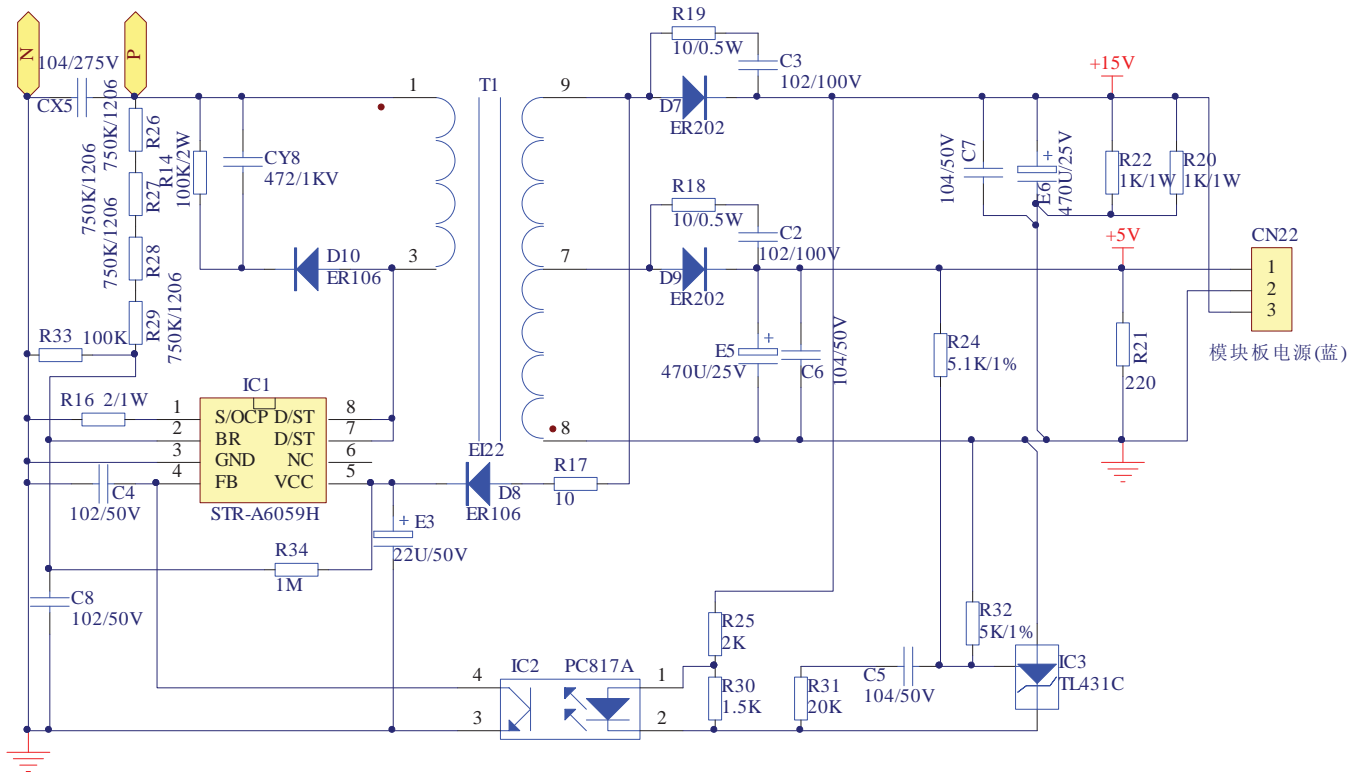 N
P
104/275V
CX5
R26
750K/1206
R27
750K/1206
R28
750K/1206
R29
750K/1206
R14
100K/2W
CY8
472/1KV
D10
ER106
1
3
T1
EI22
9
7
8
R19
10/0.5W
C3
102/100V
D7
ER202
R18
10/0.5W
C2
102/100V
D9
ER202
+15V
C7
104/50V
+
E6
470U/25V
R22
1K/1W
R20
1K/1W
+5V
CN22
1
2
3
模块板电源(蓝)
R21
220
E5
+
470U/25V
C6
104/50V
R24
5.1K/1%
R33
100K
R16 2/1W
IC1
1
2
3
4
S/OCP D/ST
BR D/ST
GND NC
FB VCC
8
7
6
5
STR-A6059H
C4
102/50V
D8
ER106
R17
10
+ E3
22U/50V
R34
1M
C8
102/50V
IC2
PC817A
4
3
1
2
R25
2K
R30
1.5K
R31
20K
C5
104/50V
R32
5K/1%
IC3
TL431C